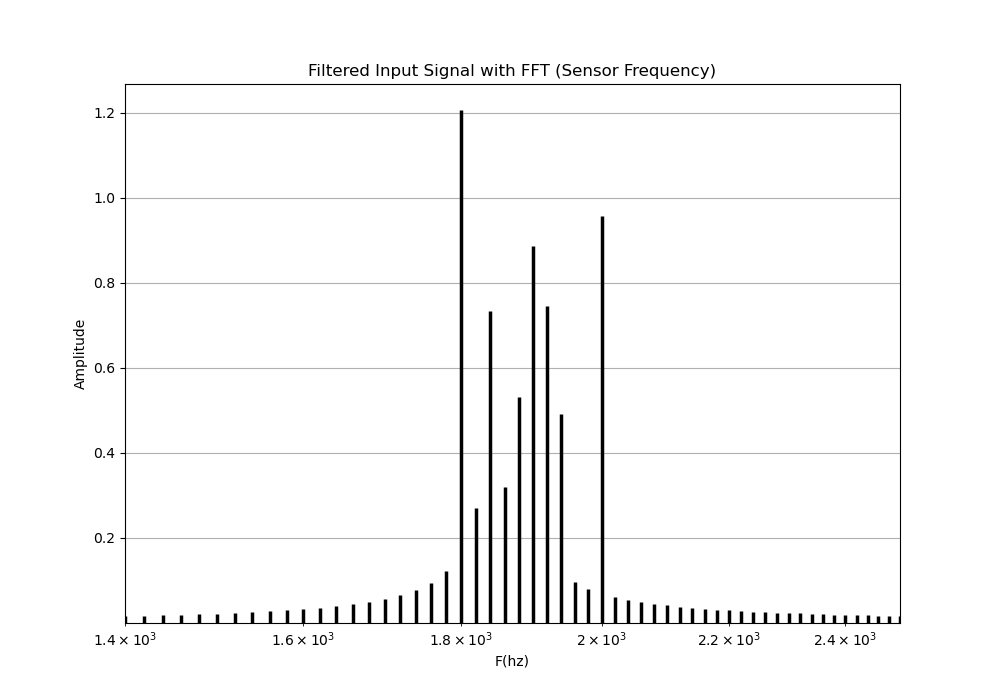 Filtered Input Signal with FFT (Sensor Frequency)
1.2
1.0
0.8
0.6
0.4
0.2
Amplitude
1.4 × 10³ 1.6 × 10³ 1.8 × 10³ 2 × 10³ 2.2 × 10³ 2.4 × 10³
F(hz)